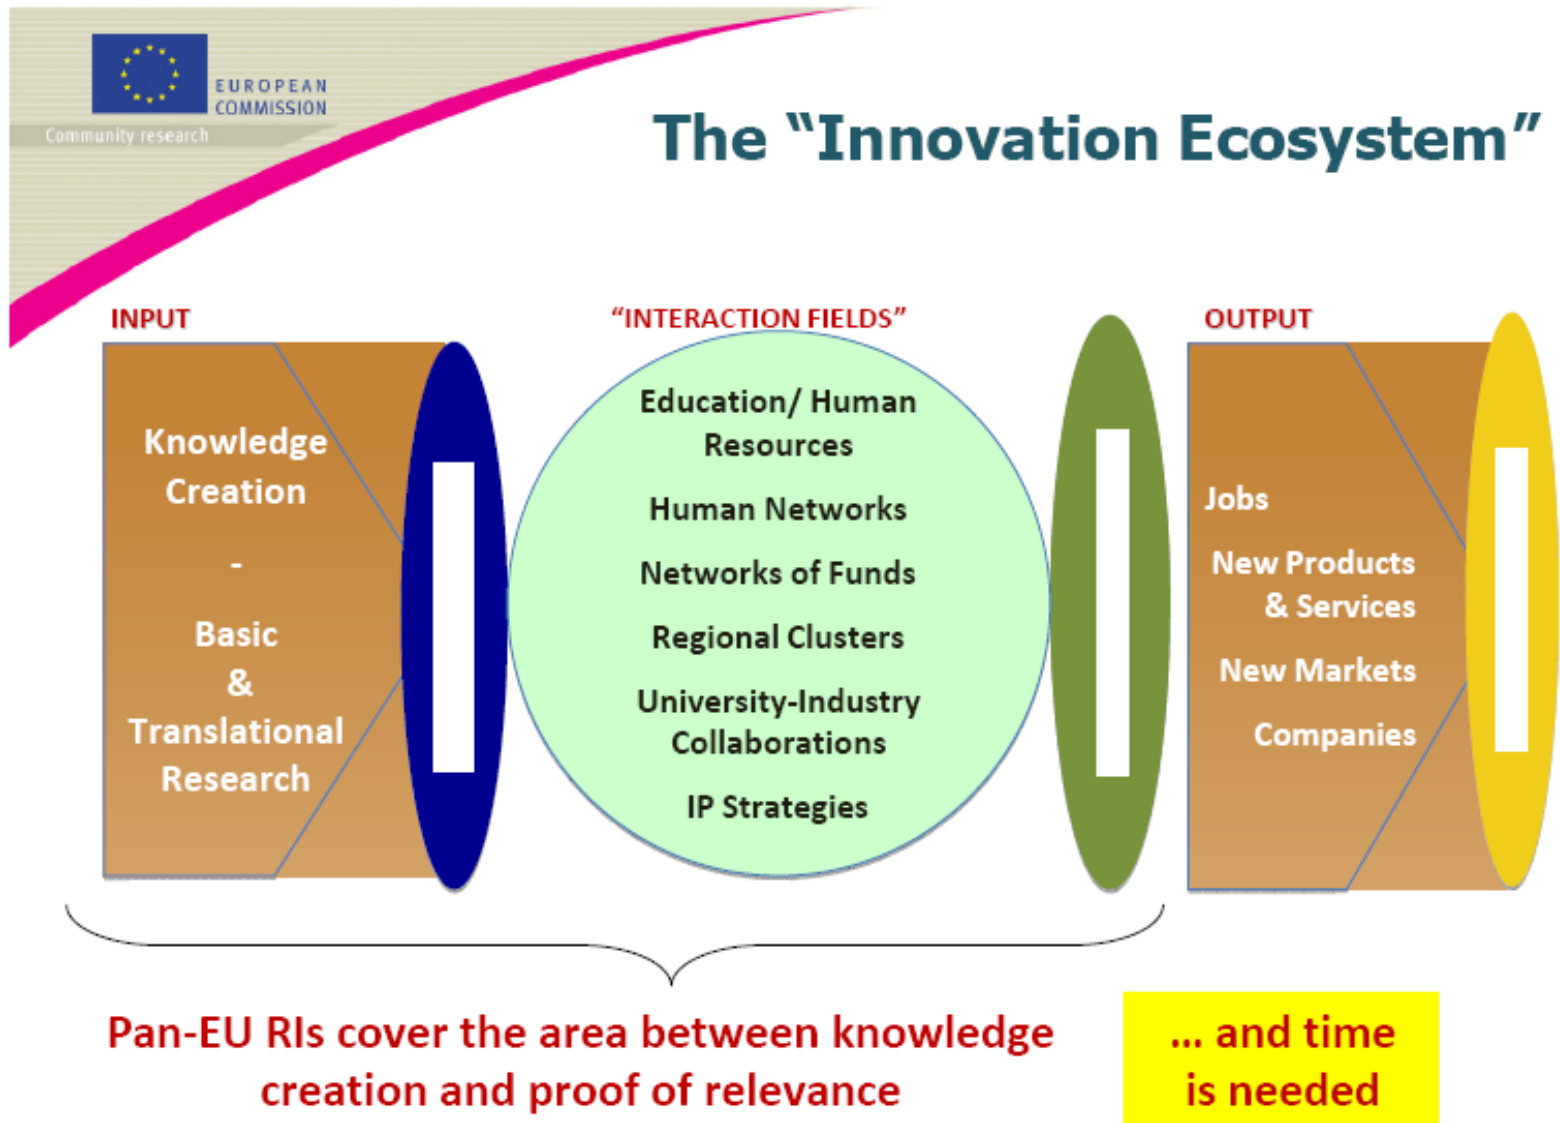 EUROPEAN
COMMISSION
Community research
The “Innovation Ecosystem”
INPUT
Knowledge
Creation
-
Basic
&
Translational
Research
“INTERACTION FIELDS”
Education/ Human
Resources
Human Networks
Networks of Funds
Regional Clusters
University-Industry
Collaborations
IP Strategies
OUTPUT
Jobs
New Products
& Services
New Markets
Companies
Pan-EU RIs cover the area between knowledge
creation and proof of relevance
... and time
is needed